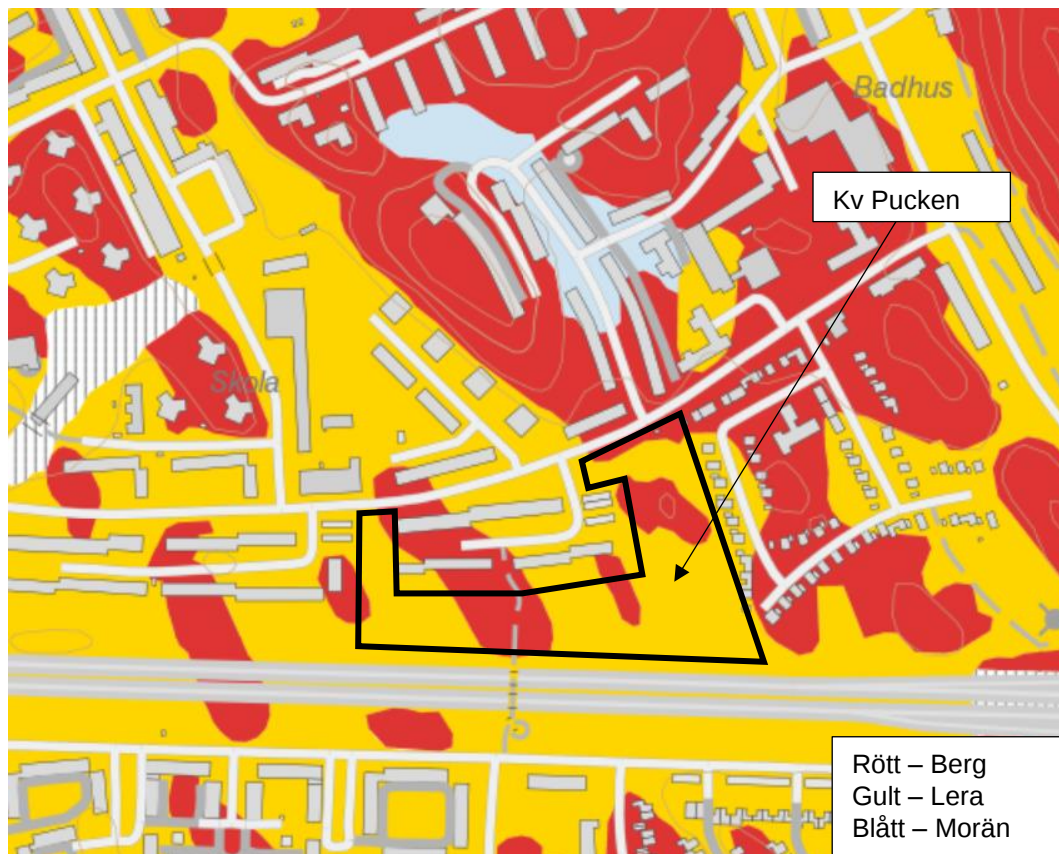 Badhus
Kv Pucken
Skola
Rött – Berg
Gult – Lera
Blått – Morän